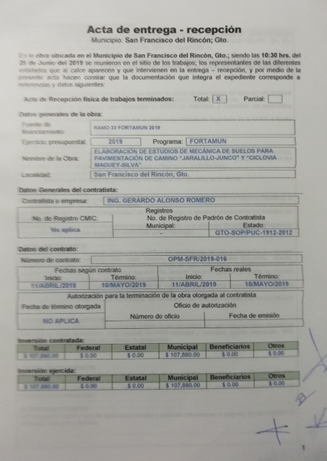 Acta de entrega - recepción
Municipio: San Francisco del Rincón; Gto.
En la obra ubicada en el Municipio de San Francisco del Rincón, Gto.; siendo las 10:30 hrs. del
26 de Junio del 2019 se reunieron en el sitio de los trabajos, los representantes de las diferentes
entidades que al calce aparecen y que intervienen en la entrega – recepción, y por medio de la
presente acta hacen constar que la documentación que integra el expediente corresponde a
referencias y datos siguientes:
Acta de Recepción física de trabajos terminados: Total: X Parcial:
Datos generales de la obra:
Fuente de financiamiento: RAMO 33 FORTAMUN 2019
Ejercicio presupuestal: 2019 Programa: FORTAMUN
Nombre de la Obra: ELABORACIÓN DE ESTUDIOS DE MECÁNICA DE SUELOS PARA
PAVIMENTACIÓN DE CAMINO "JARALILLO-JUNCO" Y "CICLOVIA
MAGUEY-SILVA"
Localidad: San Francisco del Rincón, Gto.
Datos Generales del contratista:
Contratista o empresa: ING. GERARDO ALONSO ROMERO
Registros
No. de Registro CMIC: No. de Registro de Padrón de Contratista
Municipal: Estado:
No aplica - GTO-SOP/PUC-1912-2012
Datos del contrato:
Número de contrato: OPM-SFR/2019-016
Fechas según contrato Fechas reales
Inicio: Término: Inicio: Término:
11/ABRIL/2019 10/MAYO/2019 11/ABRIL/2019 10/MAYO/2019
Autorización para la terminación de la obra otorgada al contratista
Fecha de término otorgada Oficio de autorización
Número de oficio Fecha de emisión
NO APLICA
Inversión contratada:
Total Federal Estatal Municipal Beneficiarios Otros
$ 107,880.00 $ 0.00 $ 0.00 $ 107,880.00 $ 0.00 $ 0.00
Inversión ejercida:
Total Federal Estatal Municipal Beneficiarios Otros
$ 107,880.00 $ 0.00 $ 0.00 $ 107,880.00 $ 0.00 $ 0.00
1